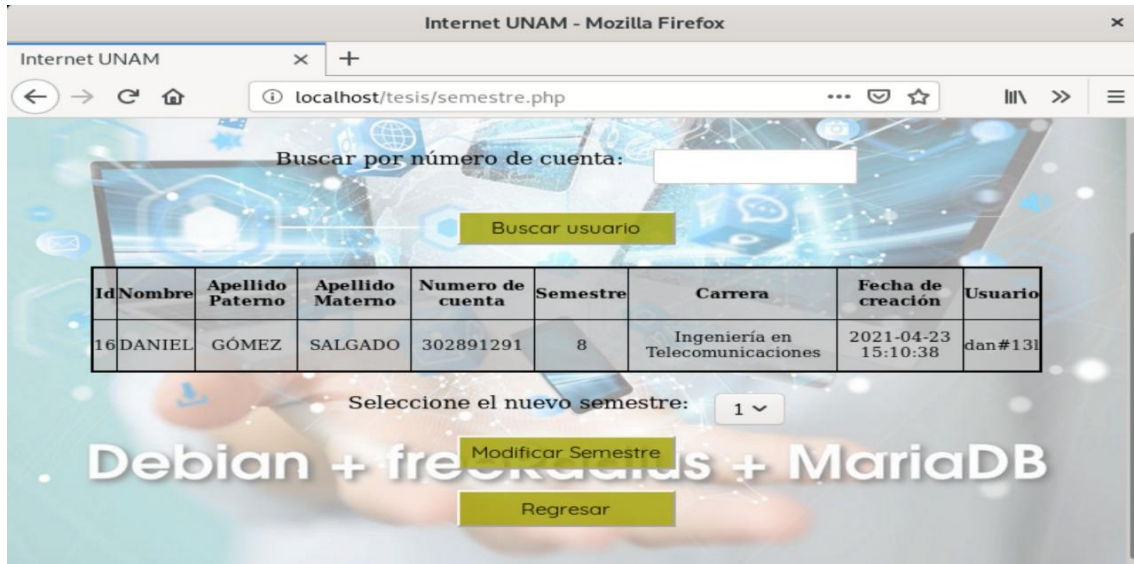 Internet UNAM - Mozilla Firefox
Internet UNAM
localhost/tesis/semestre.php
Buscar por número de cuenta:
Buscar usuario
Id Nombre Apellido Paterno Apellido Materno Numero de cuenta Semestre Carrera Fecha de creación Usuario
16 DANIEL GÓMEZ SALGADO 302891291 8 Ingeniería en Telecomunicaciones 2021-04-23 15:10:38 dan#13l
Seleccione el nuevo semestre: 1
Modificar Semestre
Debian + freeRadius + MariaDB
Regresar